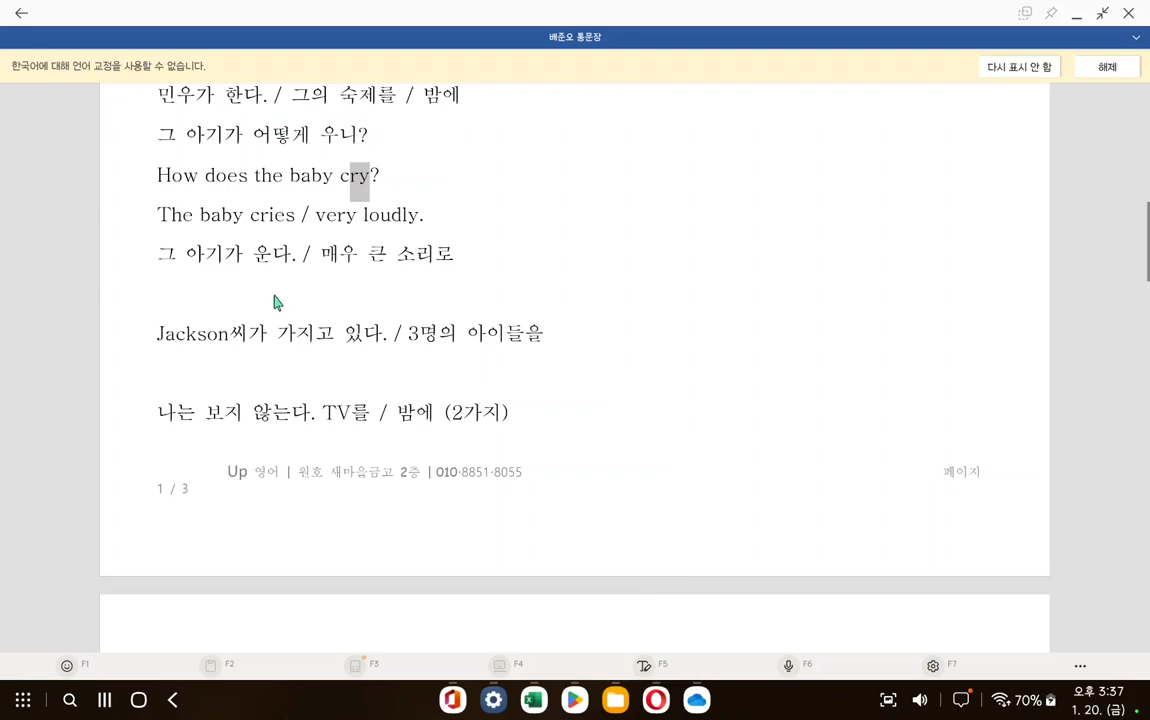 배준오 통문장
한국어에 대해 언어 교정을 사용할 수 없습니다.
다시 표시 안 함
해제
민우가 한다. / 그의 숙제를 / 밤에
그 아기가 어떻게 우니?
How does the baby cry?
The baby cries / very loudly.
그 아기가 운다. / 매우 큰 소리로
Jackson씨가 가지고 있다. / 3명의 아이들을
나는 보지 않는다. TV를 / 밤에 (2가지)
Up 영어 | 원호 새마을금고 2층 | 010·8851·8055
페이지
1 / 3
F1 F2 F3 F4 F5 F6 F7
70%
오후 3:37
1. 20. (금)